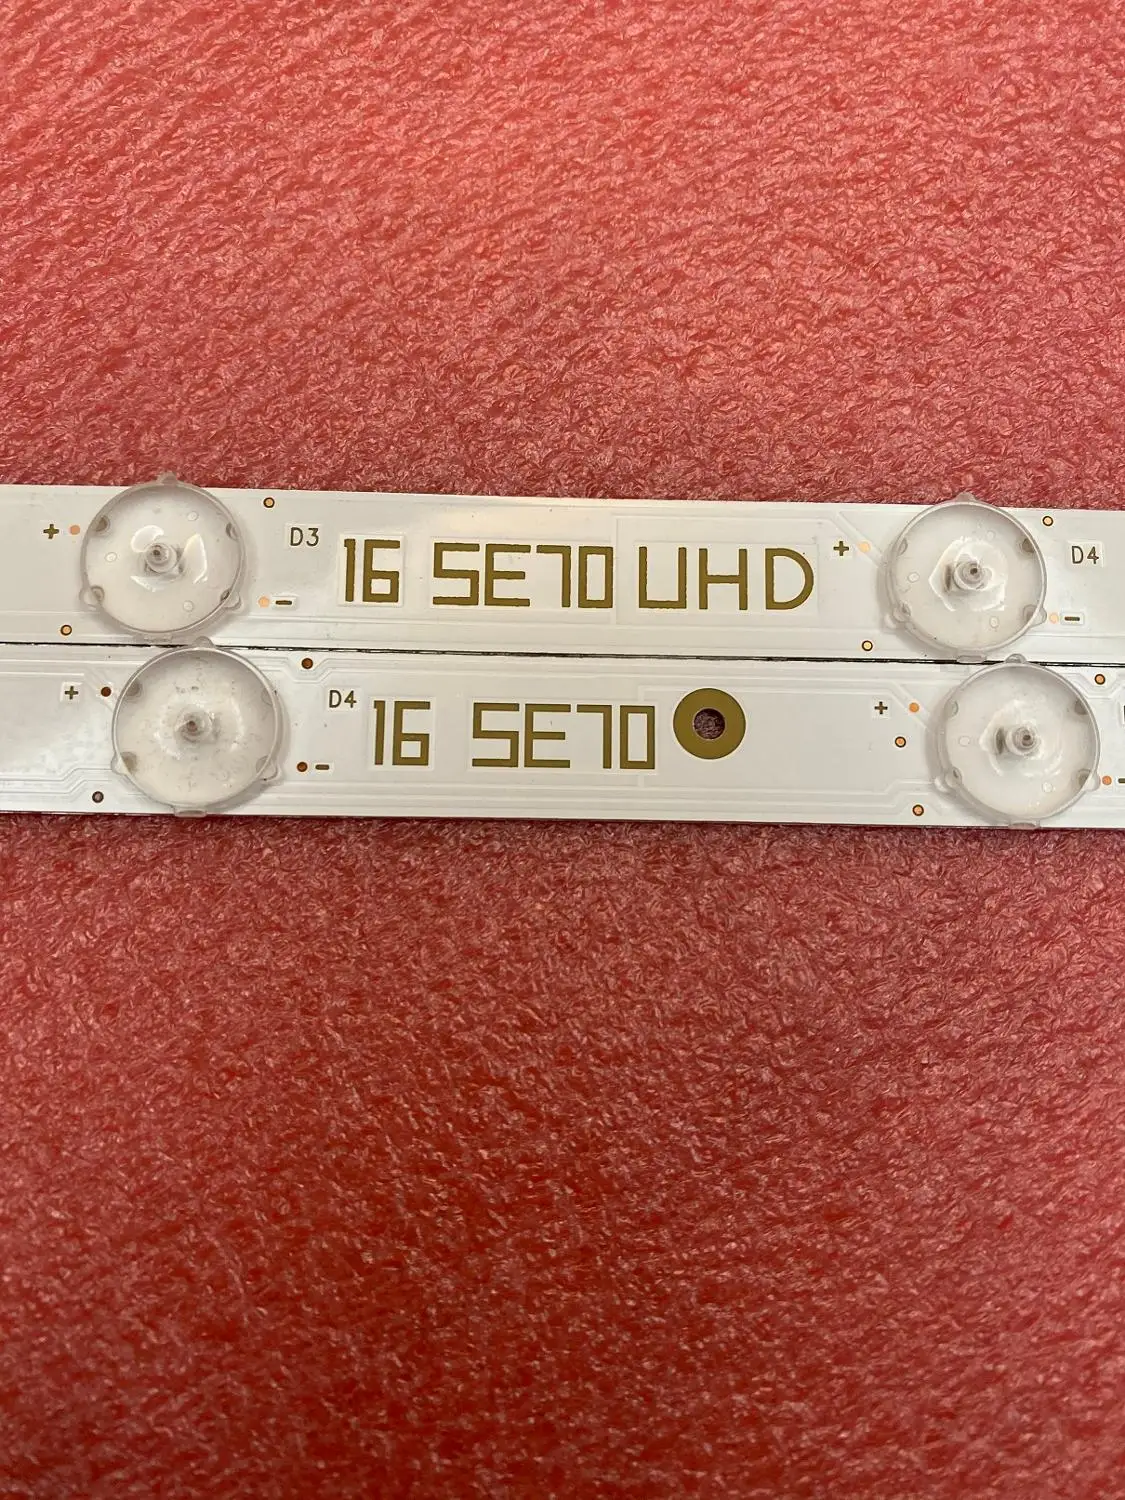 + D3 16 SE70 UHD + D4
- -
+ D4 16 SE70 +
- -